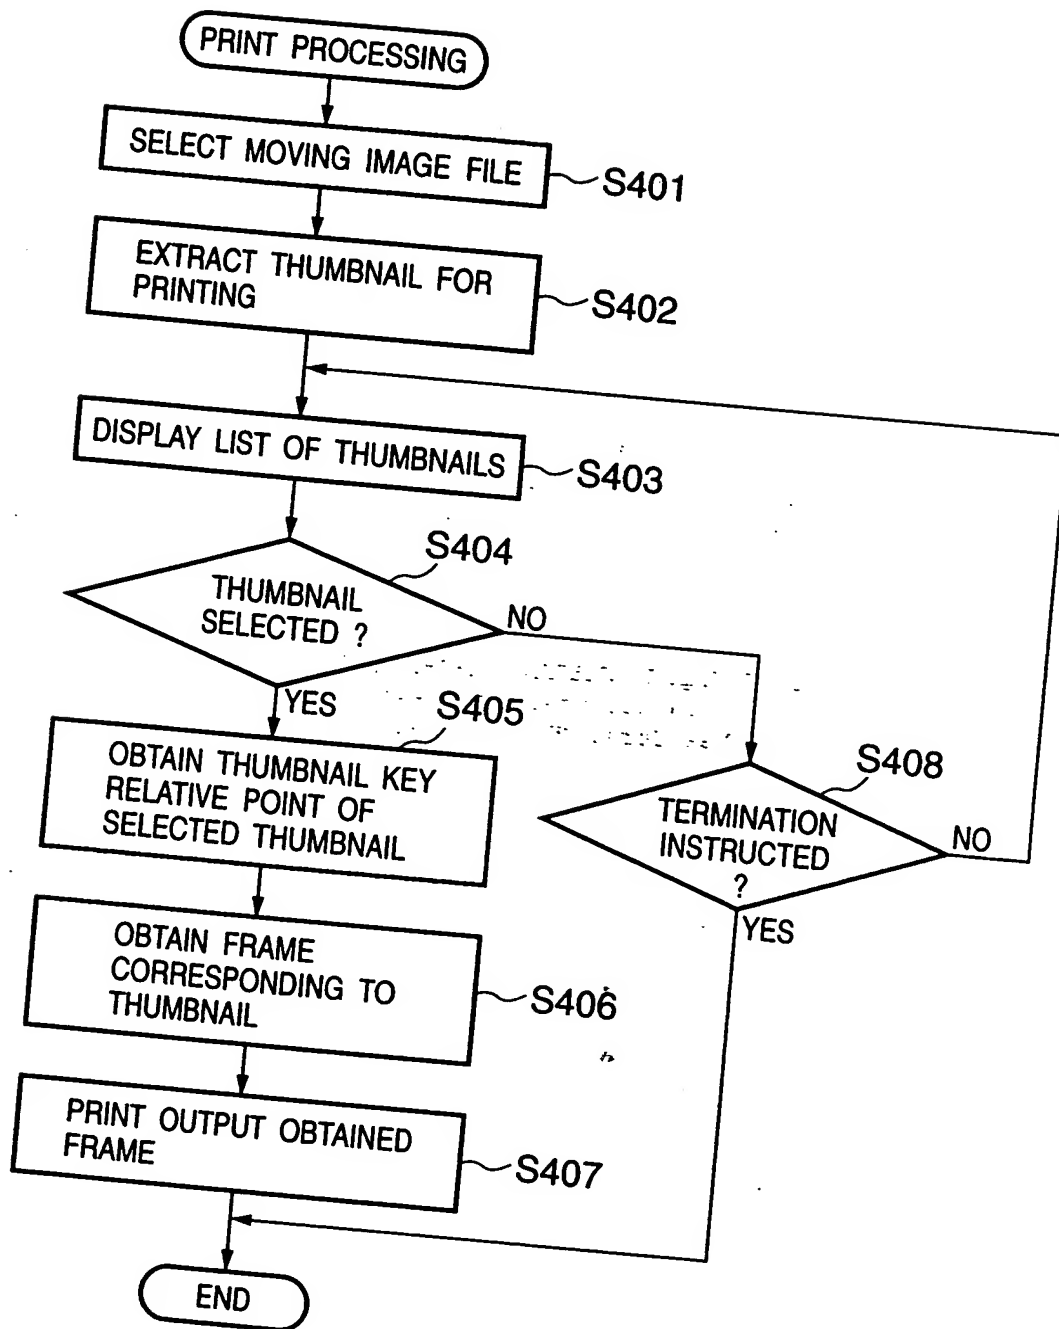 PRINT PROCESSING
SELECT MOVING IMAGE FILE
S401
EXTRACT THUMBNAIL FOR
PRINTING
S402
DISPLAY LIST OF THUMBNAILS
S403
S404
THUMBNAIL
SELECTED ?
NO
YES
S405
OBTAIN THUMBNAIL KEY
RELATIVE POINT OF
SELECTED THUMBNAIL
S408
TERMINATION
INSTRUCTED
?
NO
YES
OBTAIN FRAME
CORRESPONDING TO
THUMBNAIL
S406
PRINT OUTPUT OBTAINED
FRAME
S407
END